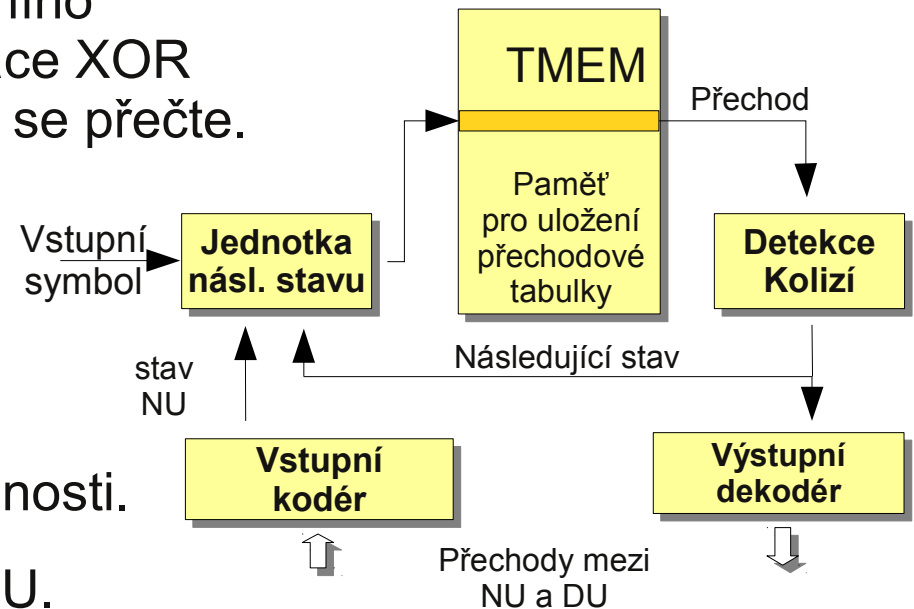 ního
ce XOR
se přečte.
TMEM
Přechod
Paměť
pro uložení
přechodové
tabulky
Vstupní
symbol
Jednotka
násl. stavu
Detekce
Kolizí
Následující stav
stav
NU
Vstupní
kodér
Výstupní
dekodér
nosti.
Přechody mezi
NU a DU
U.